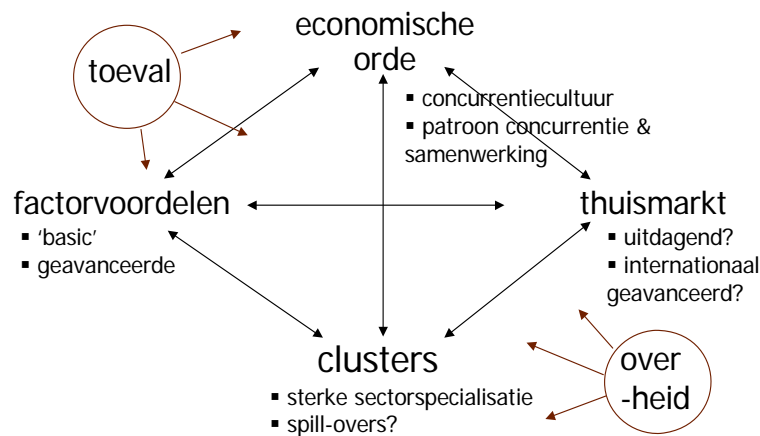 economische
orde
toeval
▪ concurrentiecultuur
▪ patroon concurrentie &
samenwerking
factorvoordelen
▪ 'basic'
▪ geavanceerde
thuismarkt
▪ uitdagend?
▪ internationaal
geavanceerd?
clusters
▪ sterke sectorspecialisatie
▪ spill-overs?
over
-heid